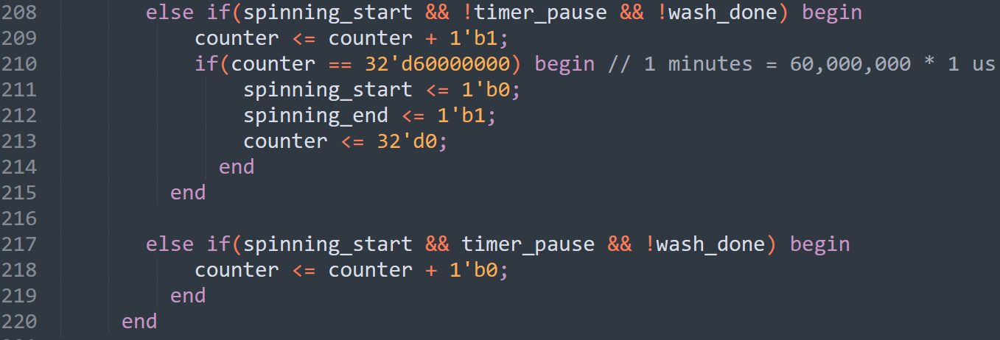 208 else if(spinning_start && !timer_pause && !wash_done) begin
209 counter <= counter + 1'b1;
210 if(counter == 32'd60000000) begin // 1 minutes = 60,000,000 * 1 us
211 spinning_start <= 1'b0;
212 spinning_end <= 1'b1;
213 counter <= 32'd0;
214 end
215 end
216
217 else if(spinning_start && timer_pause && !wash_done) begin
218 counter <= counter + 1'b0;
219 end
220 end